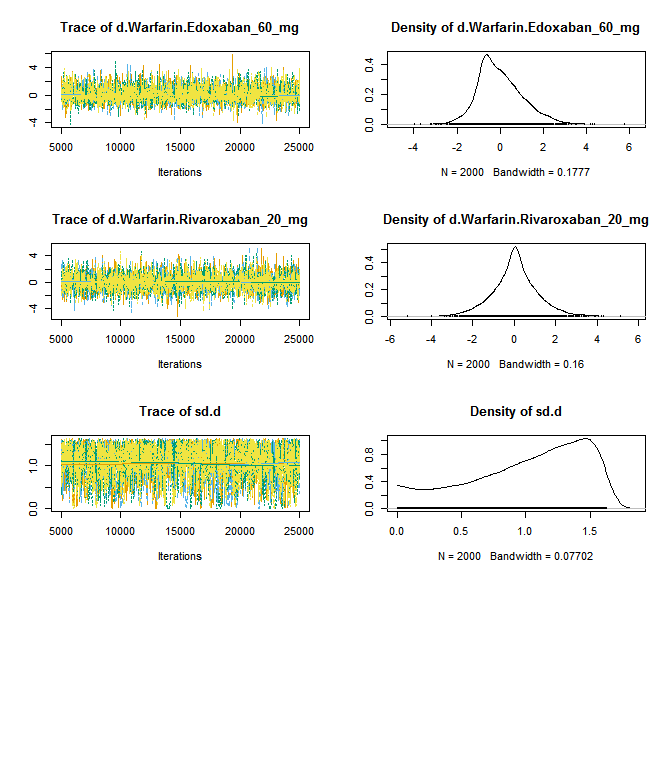 Trace of d.Warfarin.Edoxaban_60_mg
Density of d.Warfarin.Edoxaban_60_mg
-4 0 4
5000 10000 15000 20000 25000
Iterations
0.0 0.2 0.4
-4 -2 0 2 4 6
N = 2000 Bandwidth = 0.1777
Trace of d.Warfarin.Rivaroxaban_20_mg
Density of d.Warfarin.Rivaroxaban_20_mg
-4 0 4
5000 10000 15000 20000 25000
Iterations
0.0 0.2 0.4
-6 -4 -2 0 2 4 6
N = 2000 Bandwidth = 0.16
Trace of sd.d
Density of sd.d
0.0 1.0
5000 10000 15000 20000 25000
Iterations
0.0 0.4 0.8
0.0 0.5 1.0 1.5
N = 2000 Bandwidth = 0.07702